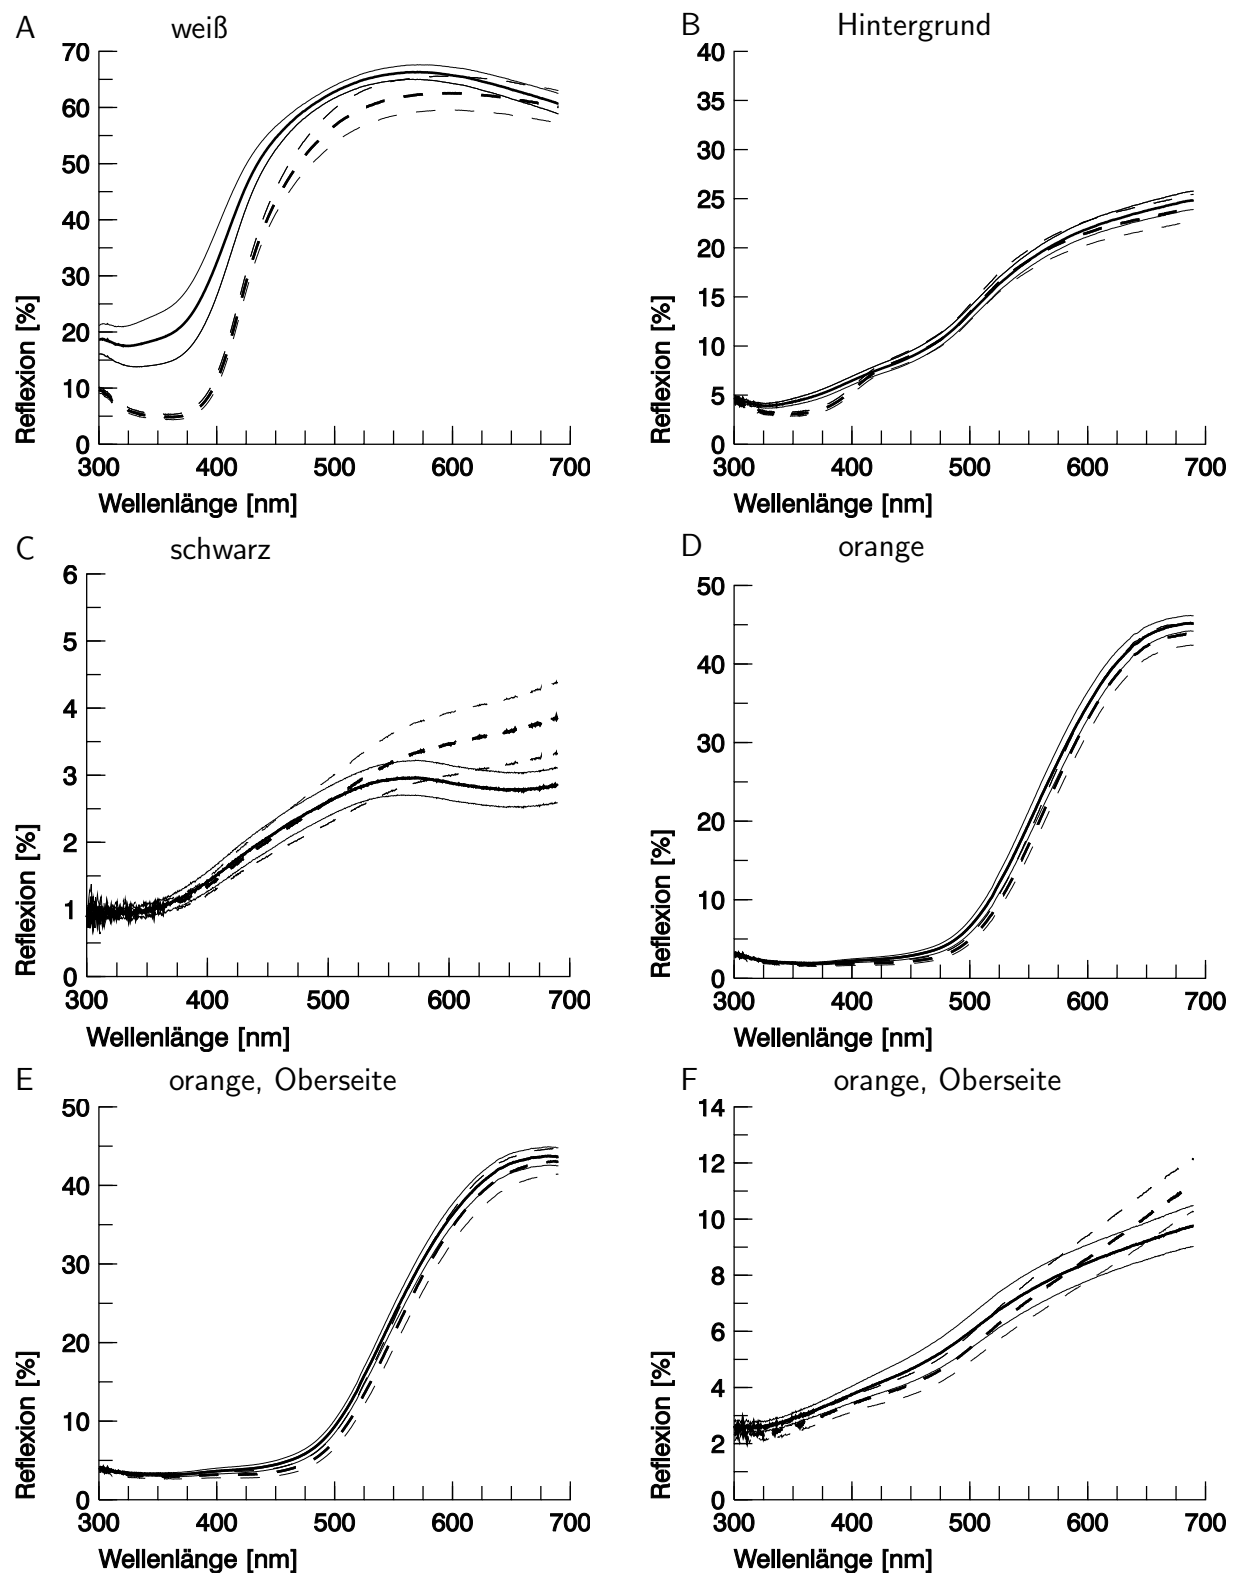 A weiß
70
60
50
40
30
20
10
0
Reflexion [%]
300 400 500 600 700
Wellenlänge [nm]
B Hintergrund
40
35
30
25
20
15
10
5
0
Reflexion [%]
300 400 500 600 700
Wellenlänge [nm]
C schwarz
6
5
4
3
2
1
0
Reflexion [%]
300 400 500 600 700
Wellenlänge [nm]
D orange
50
40
30
20
10
0
Reflexion [%]
300 400 500 600 700
Wellenlänge [nm]
E orange, Oberseite
50
40
30
20
10
0
Reflexion [%]
300 400 500 600 700
Wellenlänge [nm]
F orange, Oberseite
14
12
10
8
6
4
2
0
Reflexion [%]
300 400 500 600 700
Wellenlänge [nm]